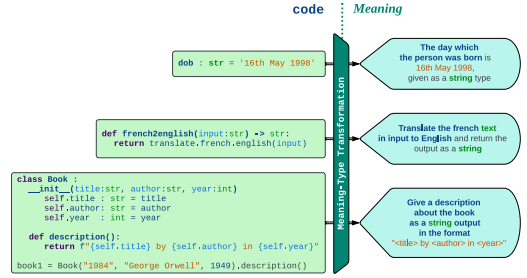 code
Meaning
dob : str = '16th May 1998'
The day which
the person was born is
16th May 1998,
given as a string type
def french2english(input:str) -> str:
return translate.french.english(input)
Translate the french text
in input to English and return the
output as a string
class Book :
__init__(title:str, author:str, year:int)
self.title : str = title
self.author: str = author
self.year : int = year
def description():
return f"{self.title} by {self.author} in {self.year}"
book1 = Book("1984", "George Orwell", 1949).description()
Give a description
about the book
as a string output
in the format
"<title> by <author> in <year>"
Meaning-Type Transformation